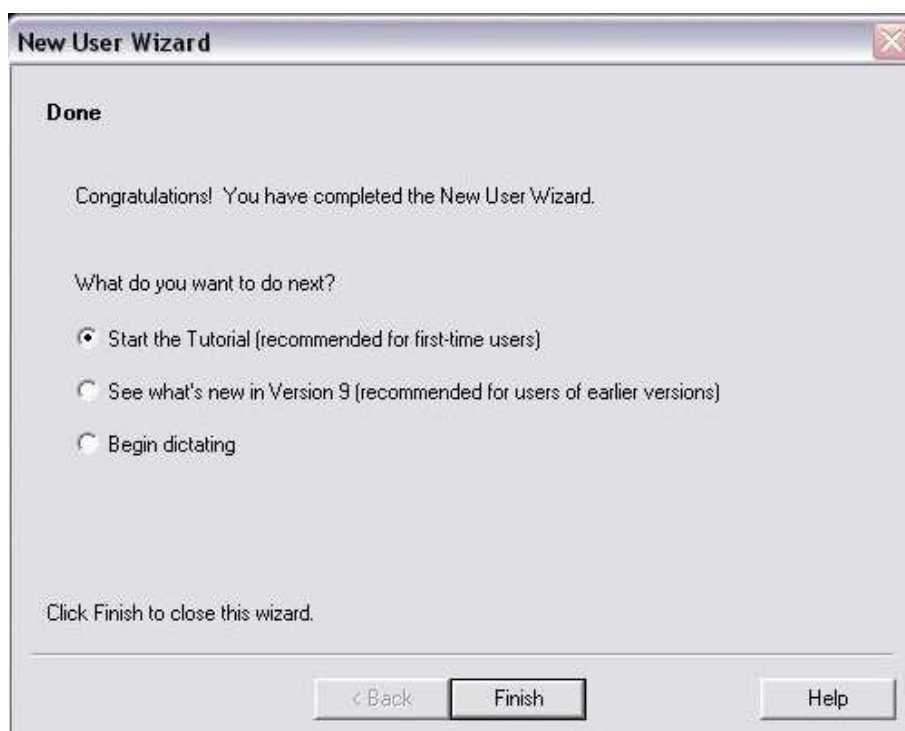 New User Wizard
Done
Congratulations!  You have completed the New User Wizard.
What do you want to do next?
Start the Tutorial (recommended for first-time users)
See what's new in Version 9 (recommended for users of earlier versions)
Begin dictating
Click Finish to close this wizard.
< Back Finish Help